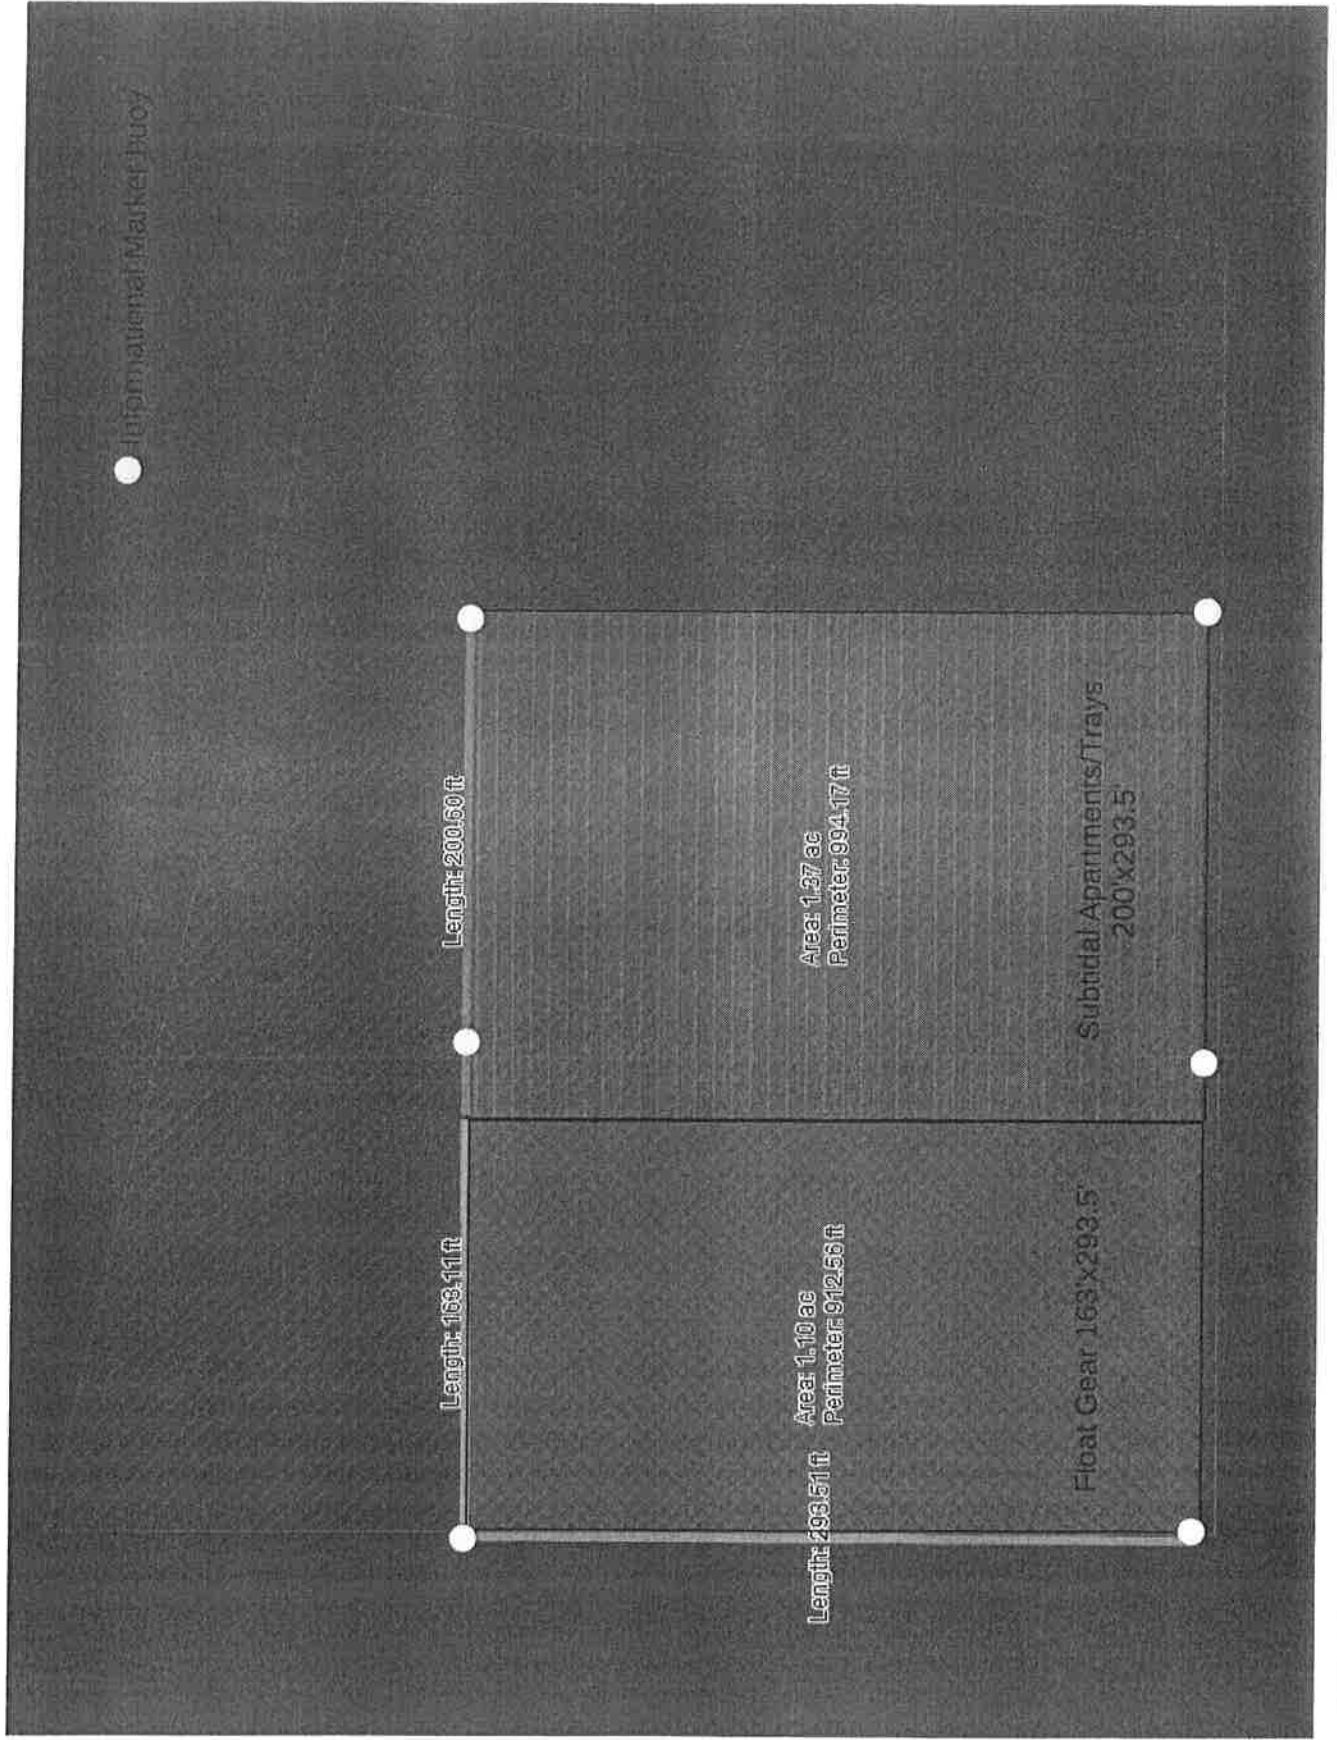 Informational Marker buoy
Length: 200.60 ft
Area: 1.37 ac
Perimeter: 994.17 ft
Subtidal Apartments/Trays
200'x293.5'
Length: 163.11 ft
Area: 1.10 ac
Perimeter: 912.56 ft
Length: 293.51 ft
Float Gear 163'x293.5'